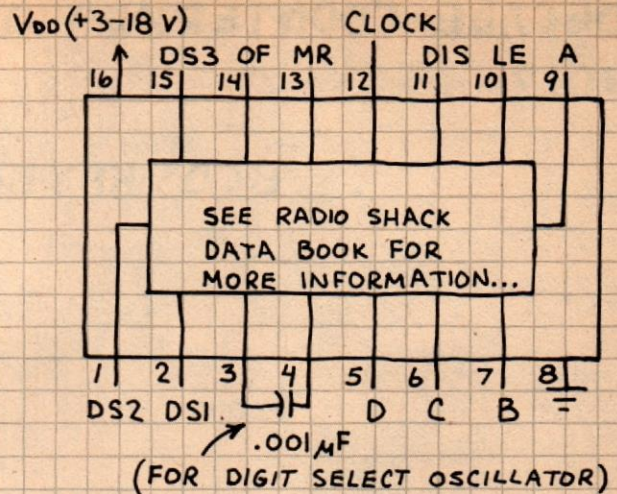 VDD (+3-18 V) CLOCK
DS3 OF MR DIS LE A
16 15 14 13 12 11 10 9
SEE RADIO SHACK
DATA BOOK FOR
MORE INFORMATION...
1 2 3 4 5 6 7 8
DS2 DS1 D C B
.001µF
(FOR DIGIT SELECT OSCILLATOR)